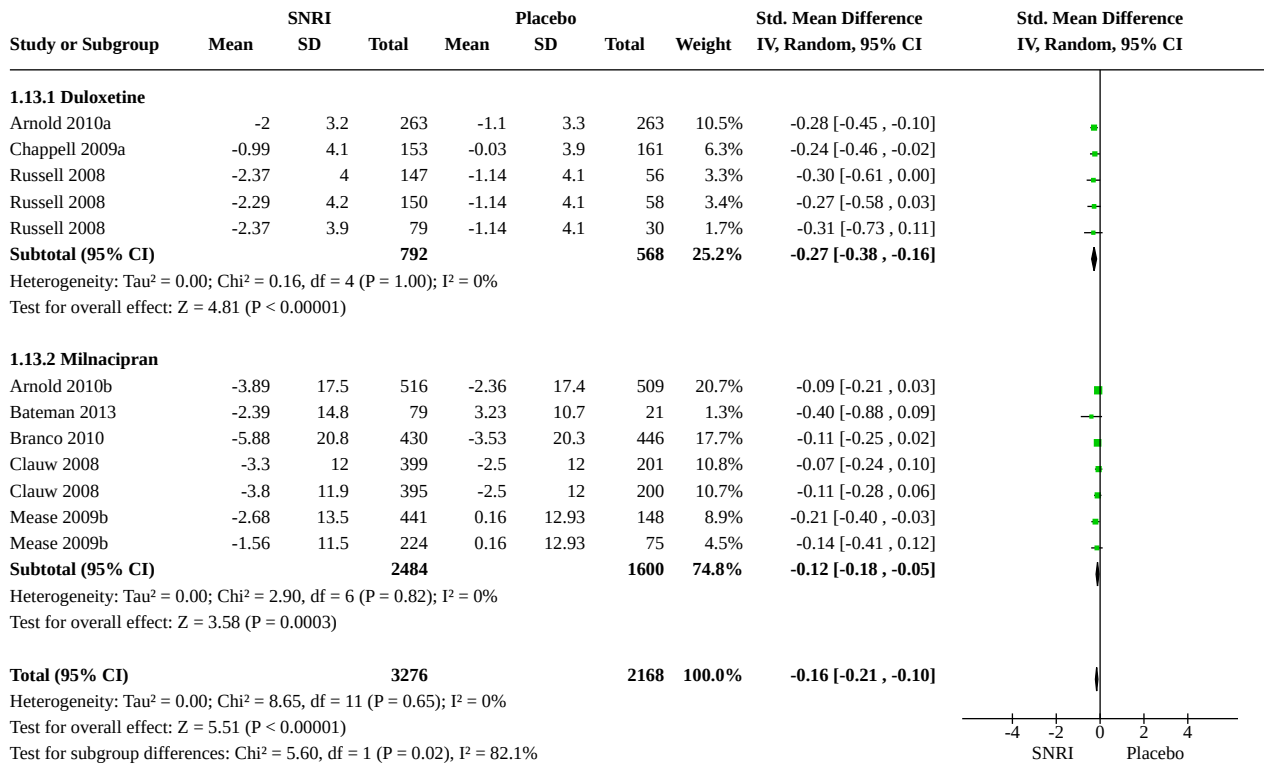 SNRI Placebo Std. Mean Difference Std. Mean Difference
Study or Subgroup Mean SD Total Mean SD Total Weight IV, Random, 95% CI IV, Random, 95% CI
1.13.1 Duloxetine
Arnold 2010a -2 3.2 263 -1.1 3.3 263 10.5% -0.28 [-0.45 , -0.10]
Chappell 2009a -0.99 4.1 153 -0.03 3.9 161 6.3% -0.24 [-0.46 , -0.02]
Russell 2008 -2.37 4 147 -1.14 4.1 56 3.3% -0.30 [-0.61 , 0.00]
Russell 2008 -2.29 4.2 150 -1.14 4.1 58 3.4% -0.27 [-0.58 , 0.03]
Russell 2008 -2.37 3.9 79 -1.14 4.1 30 1.7% -0.31 [-0.73 , 0.11]
Subtotal (95% CI) 792 568 25.2% -0.27 [-0.38 , -0.16]
Heterogeneity: Tau² = 0.00; Chi² = 0.16, df = 4 (P = 1.00); I² = 0%
Test for overall effect: Z = 4.81 (P < 0.00001)
1.13.2 Milnacipran
Arnold 2010b -3.89 17.5 516 -2.36 17.4 509 20.7% -0.09 [-0.21 , 0.03]
Bateman 2013 -2.39 14.8 79 3.23 10.7 21 1.3% -0.40 [-0.88 , 0.09]
Branco 2010 -5.88 20.8 430 -3.53 20.3 446 17.7% -0.11 [-0.25 , 0.02]
Clauw 2008 -3.3 12 399 -2.5 12 201 10.8% -0.07 [-0.24 , 0.10]
Clauw 2008 -3.8 11.9 395 -2.5 12 200 10.7% -0.11 [-0.28 , 0.06]
Mease 2009b -2.68 13.5 441 0.16 12.93 148 8.9% -0.21 [-0.40 , -0.03]
Mease 2009b -1.56 11.5 224 0.16 12.93 75 4.5% -0.14 [-0.41 , 0.12]
Subtotal (95% CI) 2484 1600 74.8% -0.12 [-0.18 , -0.05]
Heterogeneity: Tau² = 0.00; Chi² = 2.90, df = 6 (P = 0.82); I² = 0%
Test for overall effect: Z = 3.58 (P = 0.0003)
Total (95% CI) 3276 2168 100.0% -0.16 [-0.21 , -0.10]
Heterogeneity: Tau² = 0.00; Chi² = 8.65, df = 11 (P = 0.65); I² = 0%
Test for overall effect: Z = 5.51 (P < 0.00001)
Test for subgroup differences: Chi² = 5.60, df = 1 (P = 0.02), I² = 82.1%
-4 -2 0 2 4
SNRI Placebo